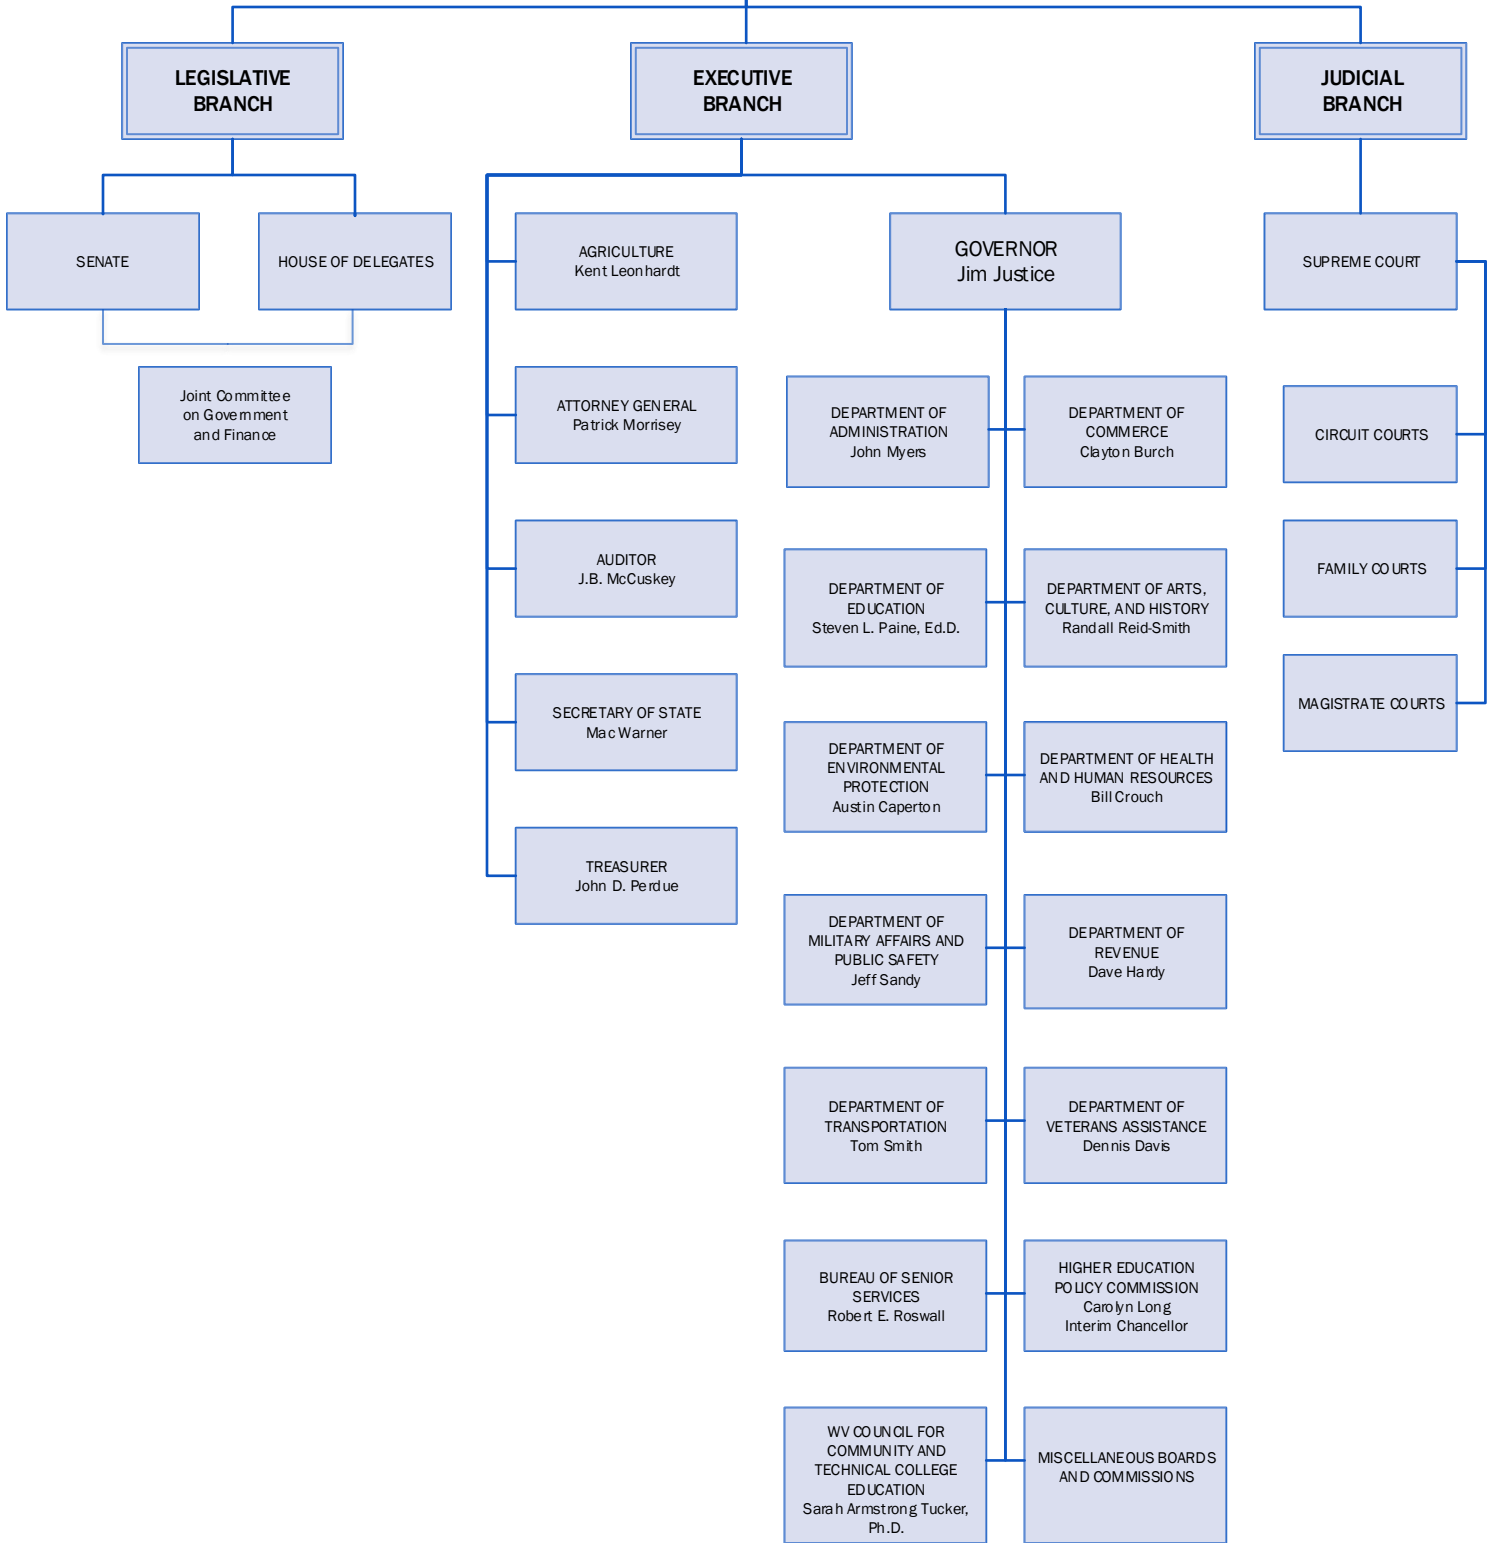 LEGISLATIVE
BRANCH
EXECUTIVE
BRANCH
JUDICIAL
BRANCH
SENATE
HOUSE OF DELEGATES
Joint Committee
on Government
and Finance
AGRICULTURE
Kent Leonhardt
ATTORNEY GENERAL
Patrick Morrisey
AUDITOR
J.B. McCuskey
SECRETARY OF STATE
Mac Warner
TREASURER
John D. Perdue
GOVERNOR
Jim Justice
DEPARTMENT OF
ADMINISTRATION
John Myers
DEPARTMENT OF
COMMERCE
Clayton Burch
DEPARTMENT OF
EDUCATION
Steven L. Paine, Ed.D.
DEPARTMENT OF ARTS,
CULTURE, AND HISTORY
Randall Reid-Smith
DEPARTMENT OF
ENVIRONMENTAL
PROTECTION
Austin Caperton
DEPARTMENT OF HEALTH
AND HUMAN RESOURCES
Bill Crouch
DEPARTMENT OF
MILITARY AFFAIRS AND
PUBLIC SAFETY
Jeff Sandy
DEPARTMENT OF
REVENUE
Dave Hardy
DEPARTMENT OF
TRANSPORTATION
Tom Smith
DEPARTMENT OF
VETERANS ASSISTANCE
Dennis Davis
BUREAU OF SENIOR
SERVICES
Robert E. Roswall
HIGHER EDUCATION
POLICY COMMISSION
Carolyn Long
Interim Chancellor
WV COUNCIL FOR
COMMUNITY AND
TECHNICAL COLLEGE
EDUCATION
Sarah Armstrong Tucker,
Ph.D.
MISCELLANEOUS BOARDS
AND COMMISSIONS
SUPREME COURT
CIRCUIT COURTS
FAMILY COURTS
MAGISTRATE COURTS